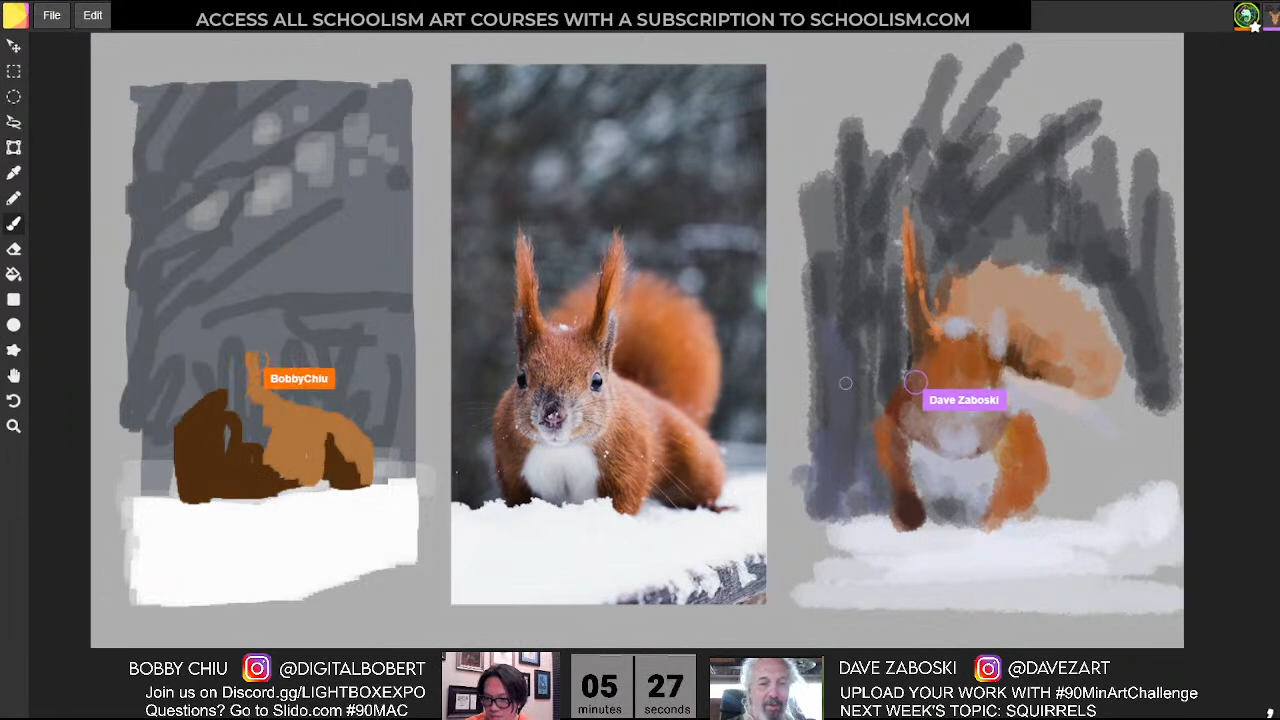 ACCESS ALL SCHOOLISM ART COURSES WITH A SUBSCRIPTION TO SCHOOLISM.COM
File Edit
BobbyChiu
Dave Zaboski
BOBBY CHIU @DIGITALBOBERT
Join us on Discord.gg/LIGHTBOXEXPO
Questions? Go to Slido.com #90MAC
05 27
minutes seconds
DAVE ZABOSKI @DAVEZART
UPLOAD YOUR WORK WITH #90MinArtChallenge
NEXT WEEK'S TOPIC: SQUIRRELS